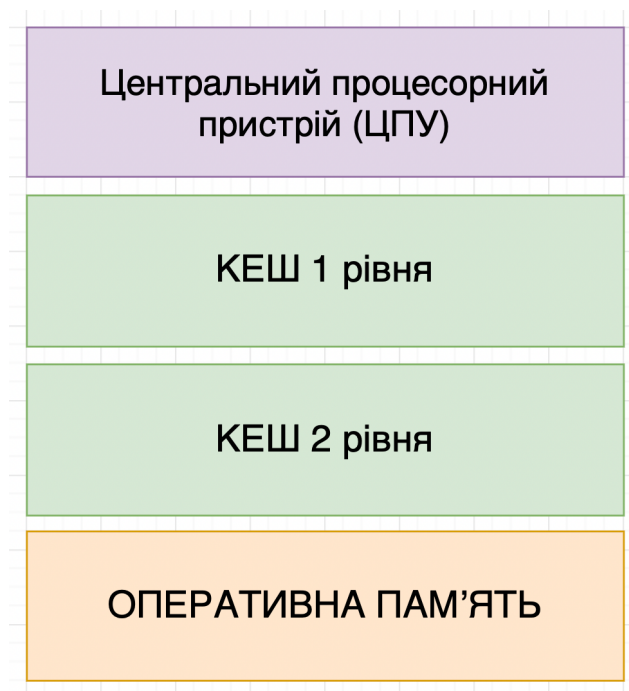 Центральний процесорний
пристрій (ЦПУ)
КЕШ 1 рівня
КЕШ 2 рівня
ОПЕРАТИВНА ПАМ’ЯТЬ